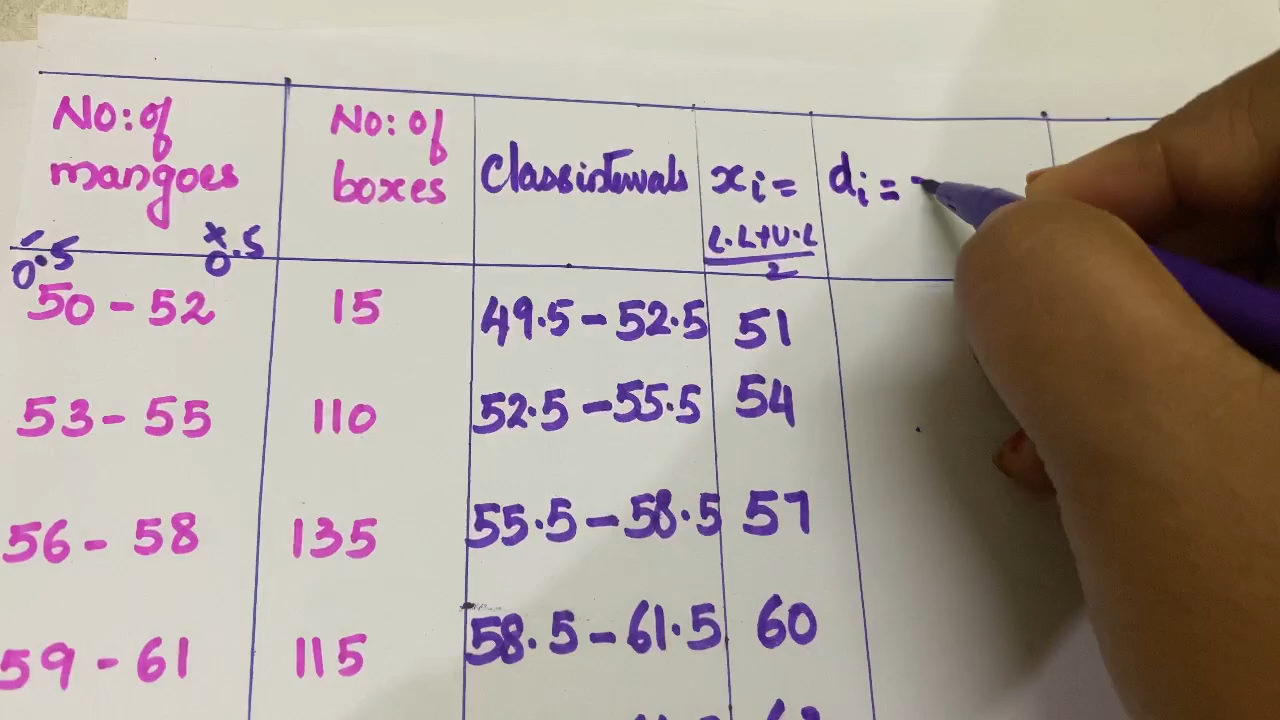 No: of mangoes
No: of boxes
Class intervals
xi = L.L+U.L / 2
di =
-0.5
+0.5
50 - 52 15 49.5 - 52.5 51
53 - 55 110 52.5 - 55.5 54
56 - 58 135 55.5 - 58.5 57
59 - 61 115 58.5 - 61.5 60